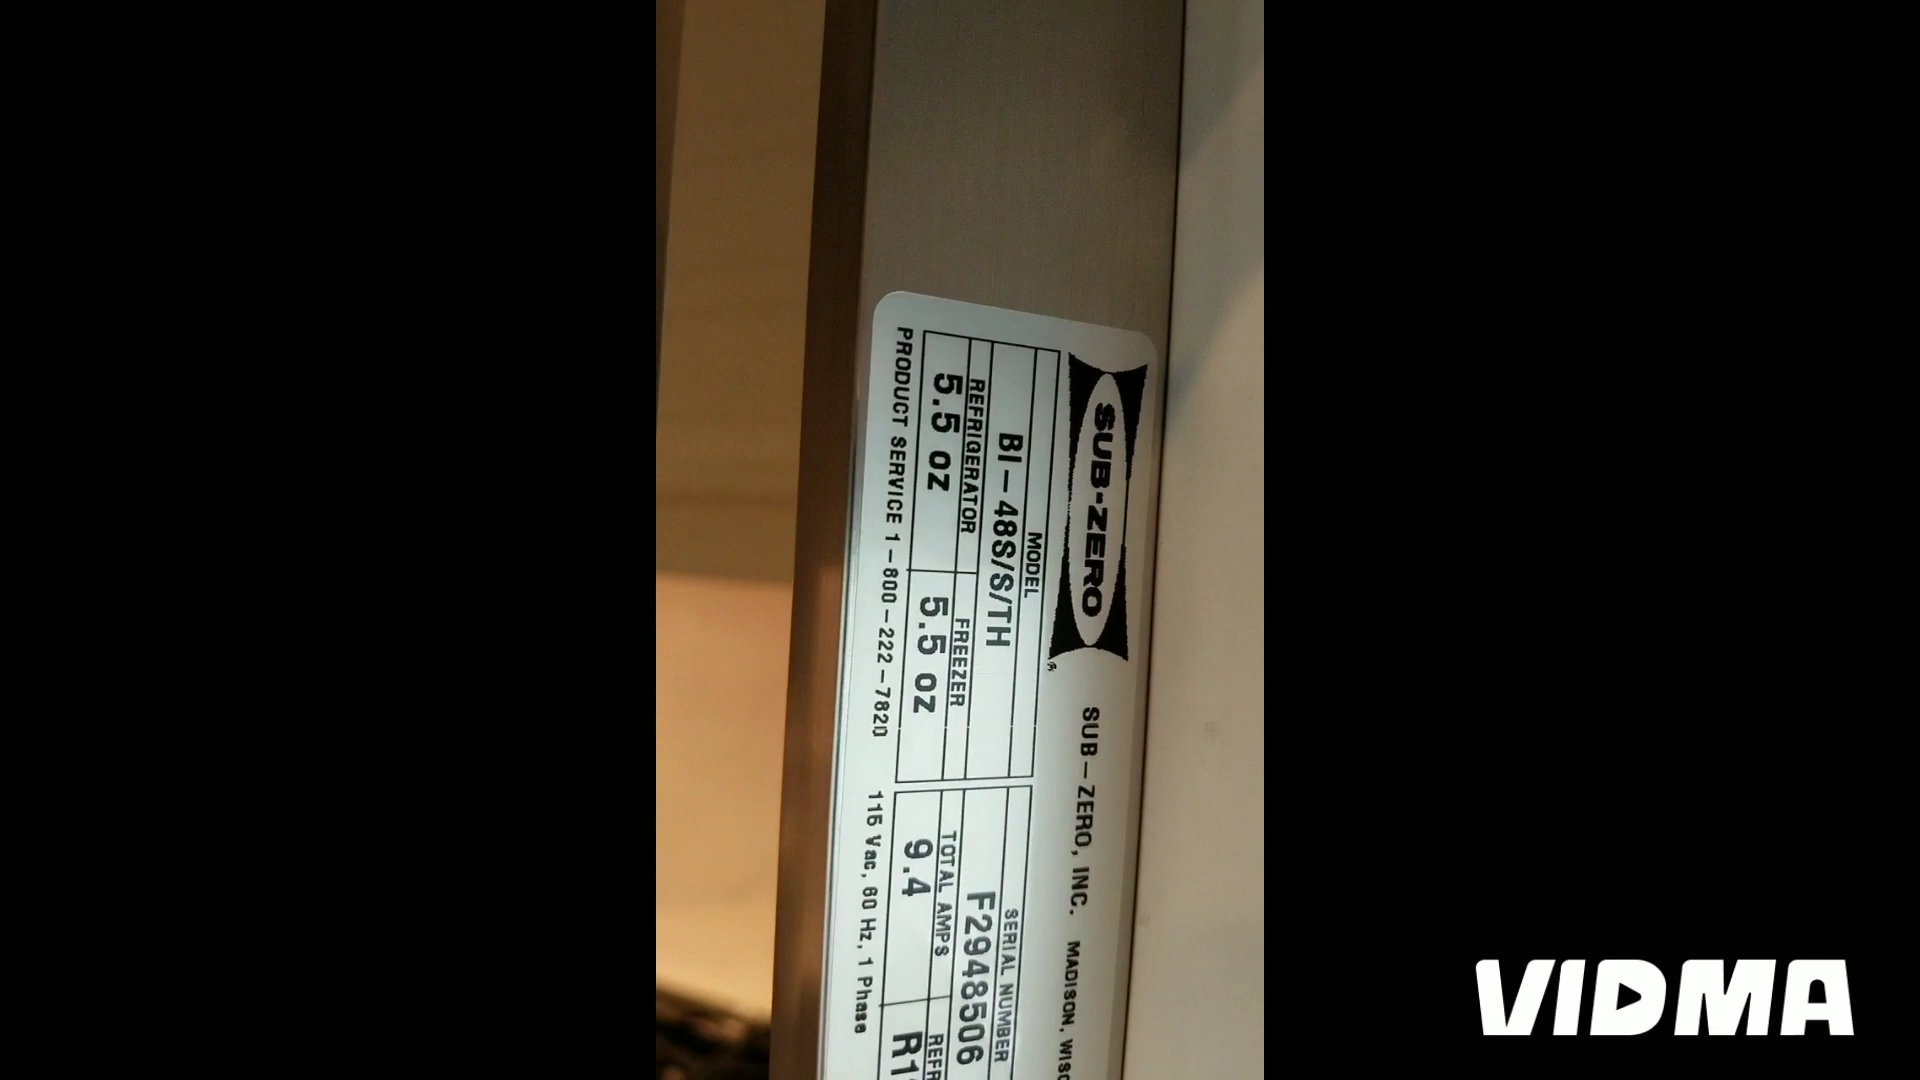 SUB-ZERO ®
SUB-ZERO, INC. MADISON, WISC
MODEL
BI-48S/S/TH
SERIAL NUMBER
F2948506
REFRIGERATOR FREEZER
5.5 oz 5.5 oz
TOTAL AMPS REFR
9.4 R1
PRODUCT SERVICE 1-800-222-7820 115 Vac, 60 Hz, 1 Phase
VIDMA